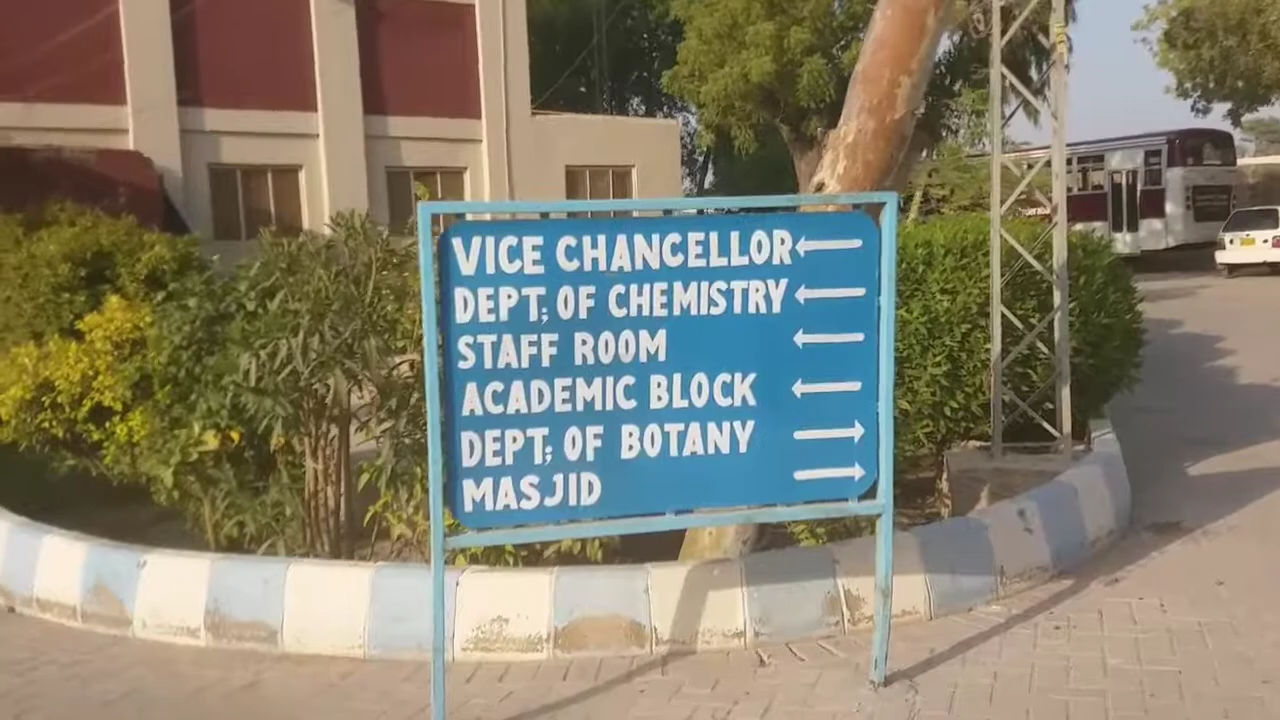 VICE CHANCELLOR ←
DEPT; OF CHEMISTRY ←
STAFF ROOM ←
ACADEMIC BLOCK ←
DEPT; OF BOTANY →
MASJID →